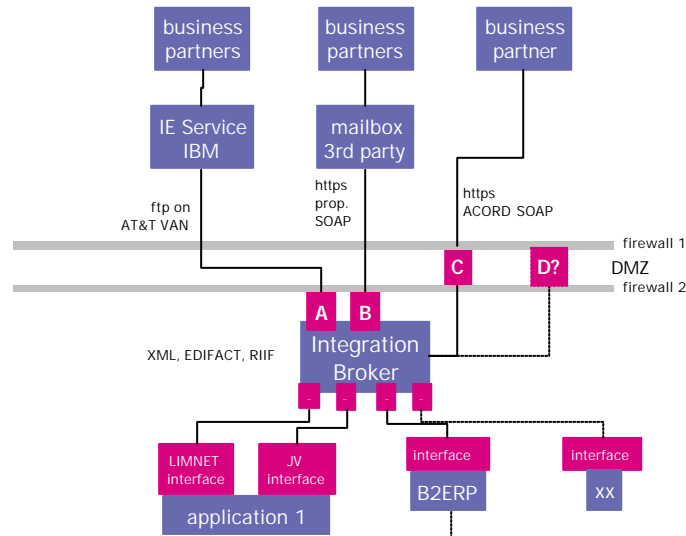 business
partners
business
partners
business
partner
IE Service
IBM
mailbox
3rd party
ftp on
AT&T VAN
https
prop.
SOAP
https
ACORD SOAP
firewall 1
C
D?
DMZ
firewall 2
A
B
Integration
Broker
XML, EDIFACT, RIIF
LIMNET
interface
JV
interface
interface
interface
application 1
B2ERP
xx